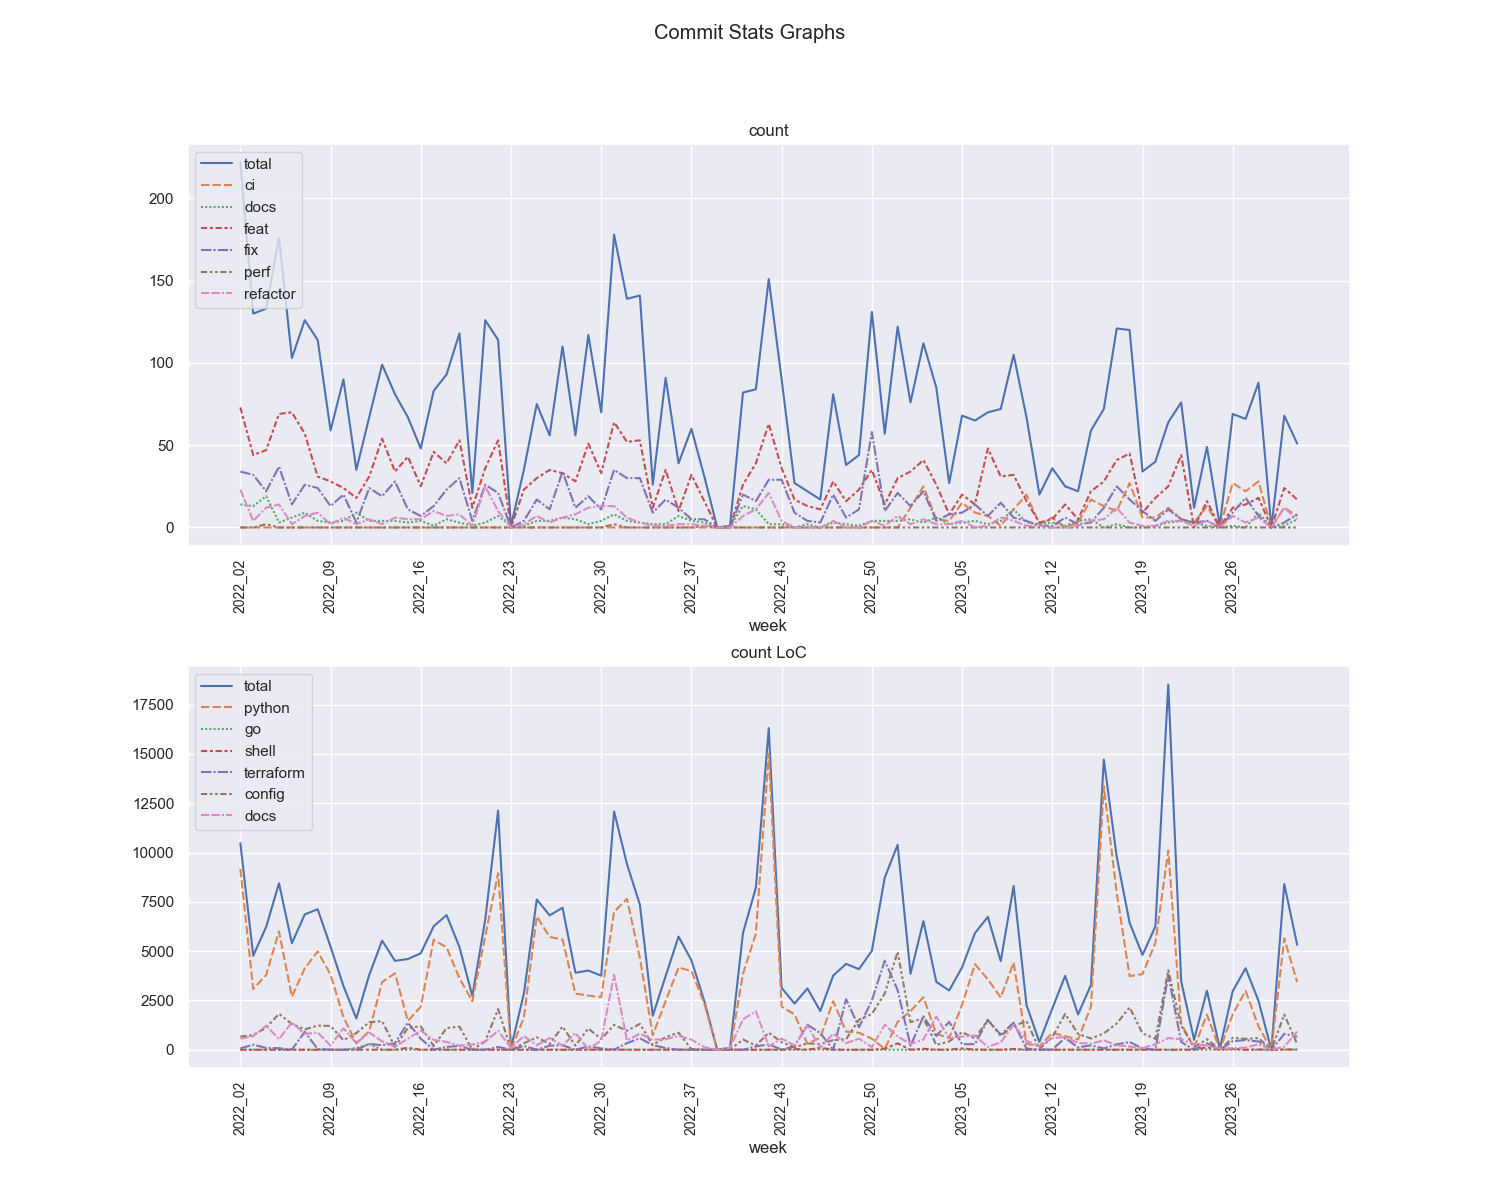 Commit Stats Graphs
count
total
ci
docs
feat
fix
perf
refactor
200
150
100
50
0
2022_02
2022_09
2022_16
2022_23
2022_30
2022_37
2022_43
2022_50
2023_05
2023_12
2023_19
2023_26
week
count LoC
total
python
go
shell
terraform
config
docs
17500
15000
12500
10000
7500
5000
2500
0
2022_02
2022_09
2022_16
2022_23
2022_30
2022_37
2022_43
2022_50
2023_05
2023_12
2023_19
2023_26
week